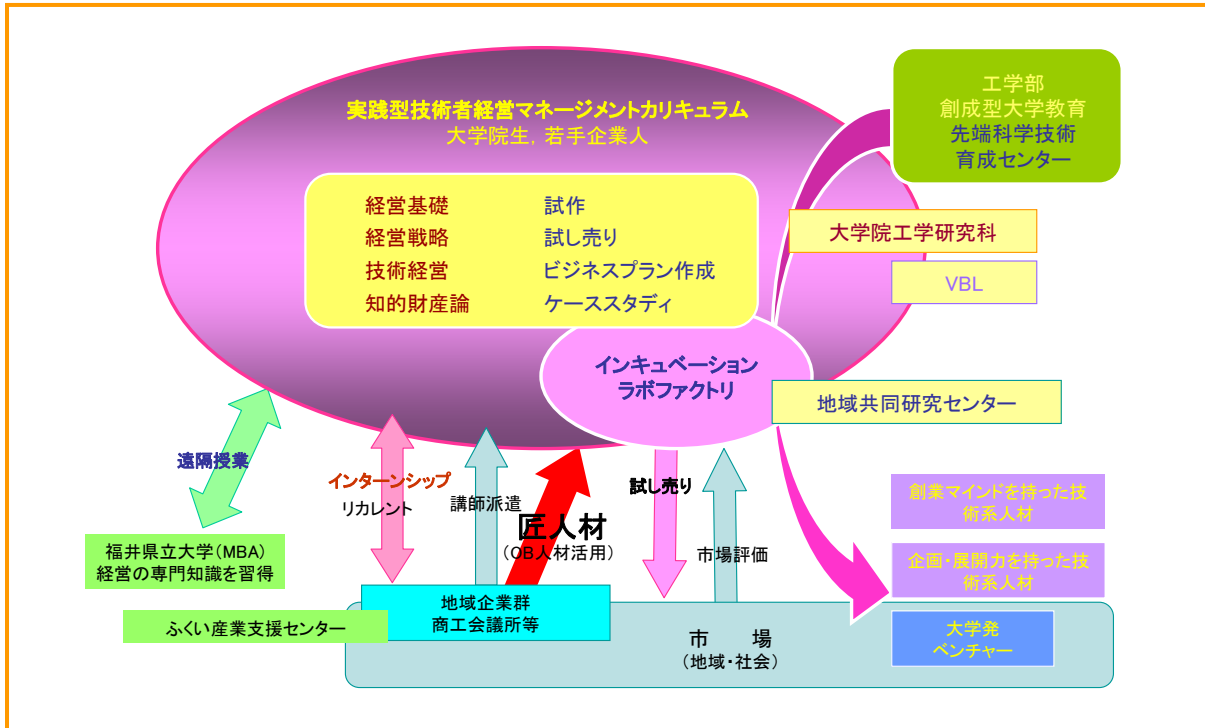 実践型技術者経営マネージメントカリキュラム
大学院生，若手企業人
工学部
創成型大学教育
先端科学技術
育成センター
経営基礎　試作
経営戦略　試し売り
技術経営　ビジネスプラン作成
知的財産論　ケーススタディ
大学院工学研究科
VBL
インキュベーション
ラボファクトリ
地域共同研究センター
遠隔授業
インターンシップ
リカレント
講師派遣
匠人材
（OB人材活用）
試し売り
市場評価
創業マインドを持った技
術系人材
企画・展開力を持った技
術系人材
大学発
ベンチャー
福井県立大学（MBA）
経営の専門知識を習得
ふくい産業支援センター
地域企業群
商工会議所等
市　　場
（地域・社会）